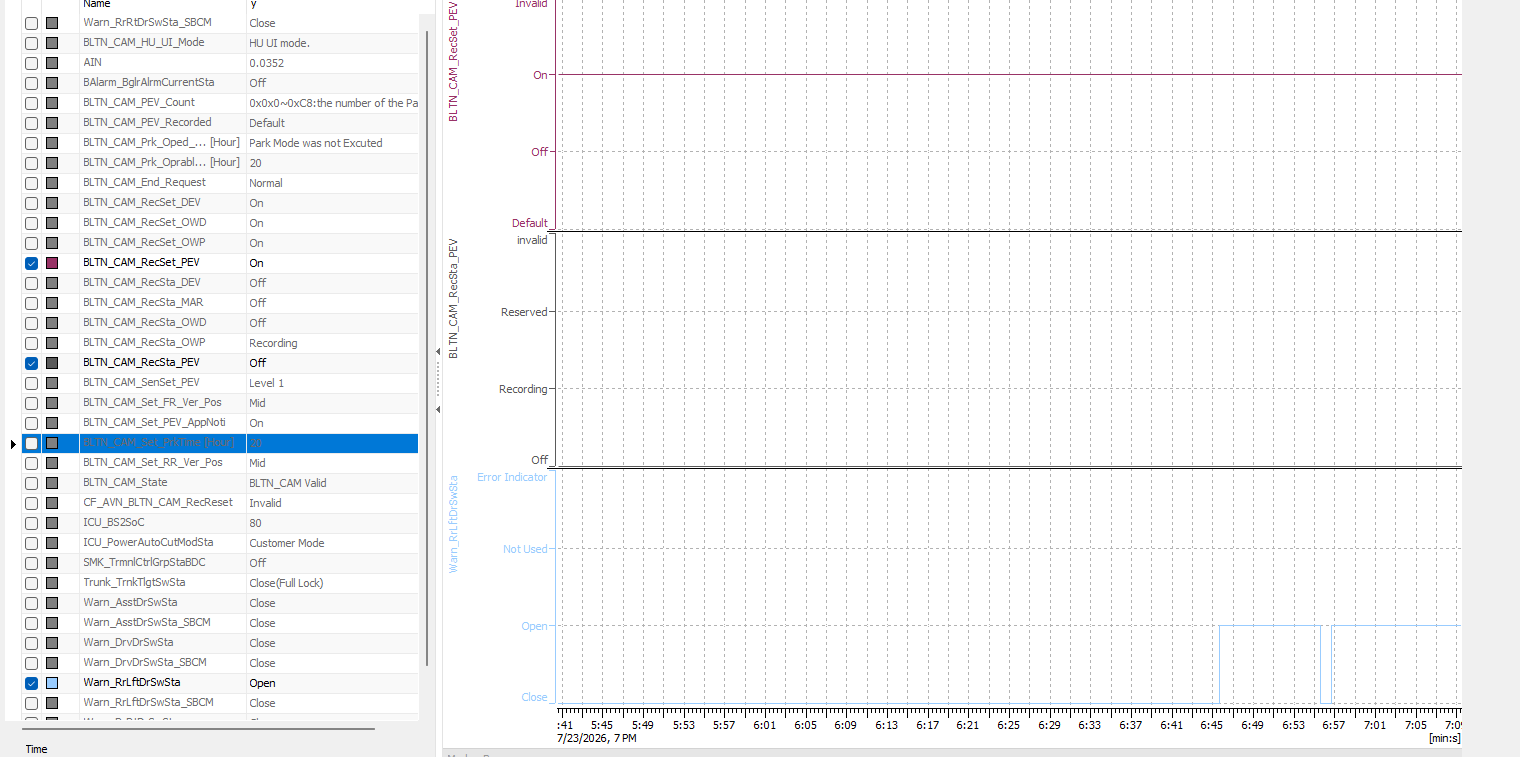 Name y
Warn_RrRtDrSwSta_SBCM Close
BLTN_CAM_HU_UI_Mode HU UI mode.
AIN 0.0352
BAlarm_BglrAlrmCurrentSta Off
BLTN_CAM_PEV_Count 0x0x0~0xC8:the number of the Pa
BLTN_CAM_PEV_Recorded Default
BLTN_CAM_Prk_Oped_... [Hour] Park Mode was not Excuted
BLTN_CAM_Prk_Oprabl... [Hour] 20
BLTN_CAM_End_Request Normal
BLTN_CAM_RecSet_DEV On
BLTN_CAM_RecSet_OWD On
BLTN_CAM_RecSet_OWP On
BLTN_CAM_RecSet_PEV On
BLTN_CAM_RecSta_DEV Off
BLTN_CAM_RecSta_MAR Off
BLTN_CAM_RecSta_OWD Off
BLTN_CAM_RecSta_OWP Recording
BLTN_CAM_RecSta_PEV Off
BLTN_CAM_SenSet_PEV Level 1
BLTN_CAM_Set_FR_Ver_Pos Mid
BLTN_CAM_Set_PEV_AppNoti On
BLTN_CAM_Set_PrkTime [Hour] 20
BLTN_CAM_Set_RR_Ver_Pos Mid
BLTN_CAM_State BLTN_CAM Valid
CF_AVN_BLTN_CAM_RecReset Invalid
ICU_BS2SoC 80
ICU_PowerAutoCutModSta Customer Mode
SMK_TrmnlCtrlGrpStaBDC Off
Trunk_TrnkTlgtSwSta Close(Full Lock)
Warn_AsstDrSwSta Close
Warn_AsstDrSwSta_SBCM Close
Warn_DrvDrSwSta Close
Warn_DrvDrSwSta_SBCM Close
Warn_RrLftDrSwSta Open
Warn_RrLftDrSwSta_SBCM Close
Time
BLTN_CAM_RecSet_PEV
Invalid
On
Off
Default
BLTN_CAM_RecSta_PEV
invalid
Reserved
Recording
Off
Warn_RrLftDrSwSta
Error Indicator
Not Used
Open
Close
:41 5:45 5:49 5:53 5:57 6:01 6:05 6:09 6:13 6:17 6:21 6:25 6:29 6:33 6:37 6:41 6:45 6:49 6:53 6:57 7:01 7:05 7:09
7/23/2026, 7 PM [min:s]